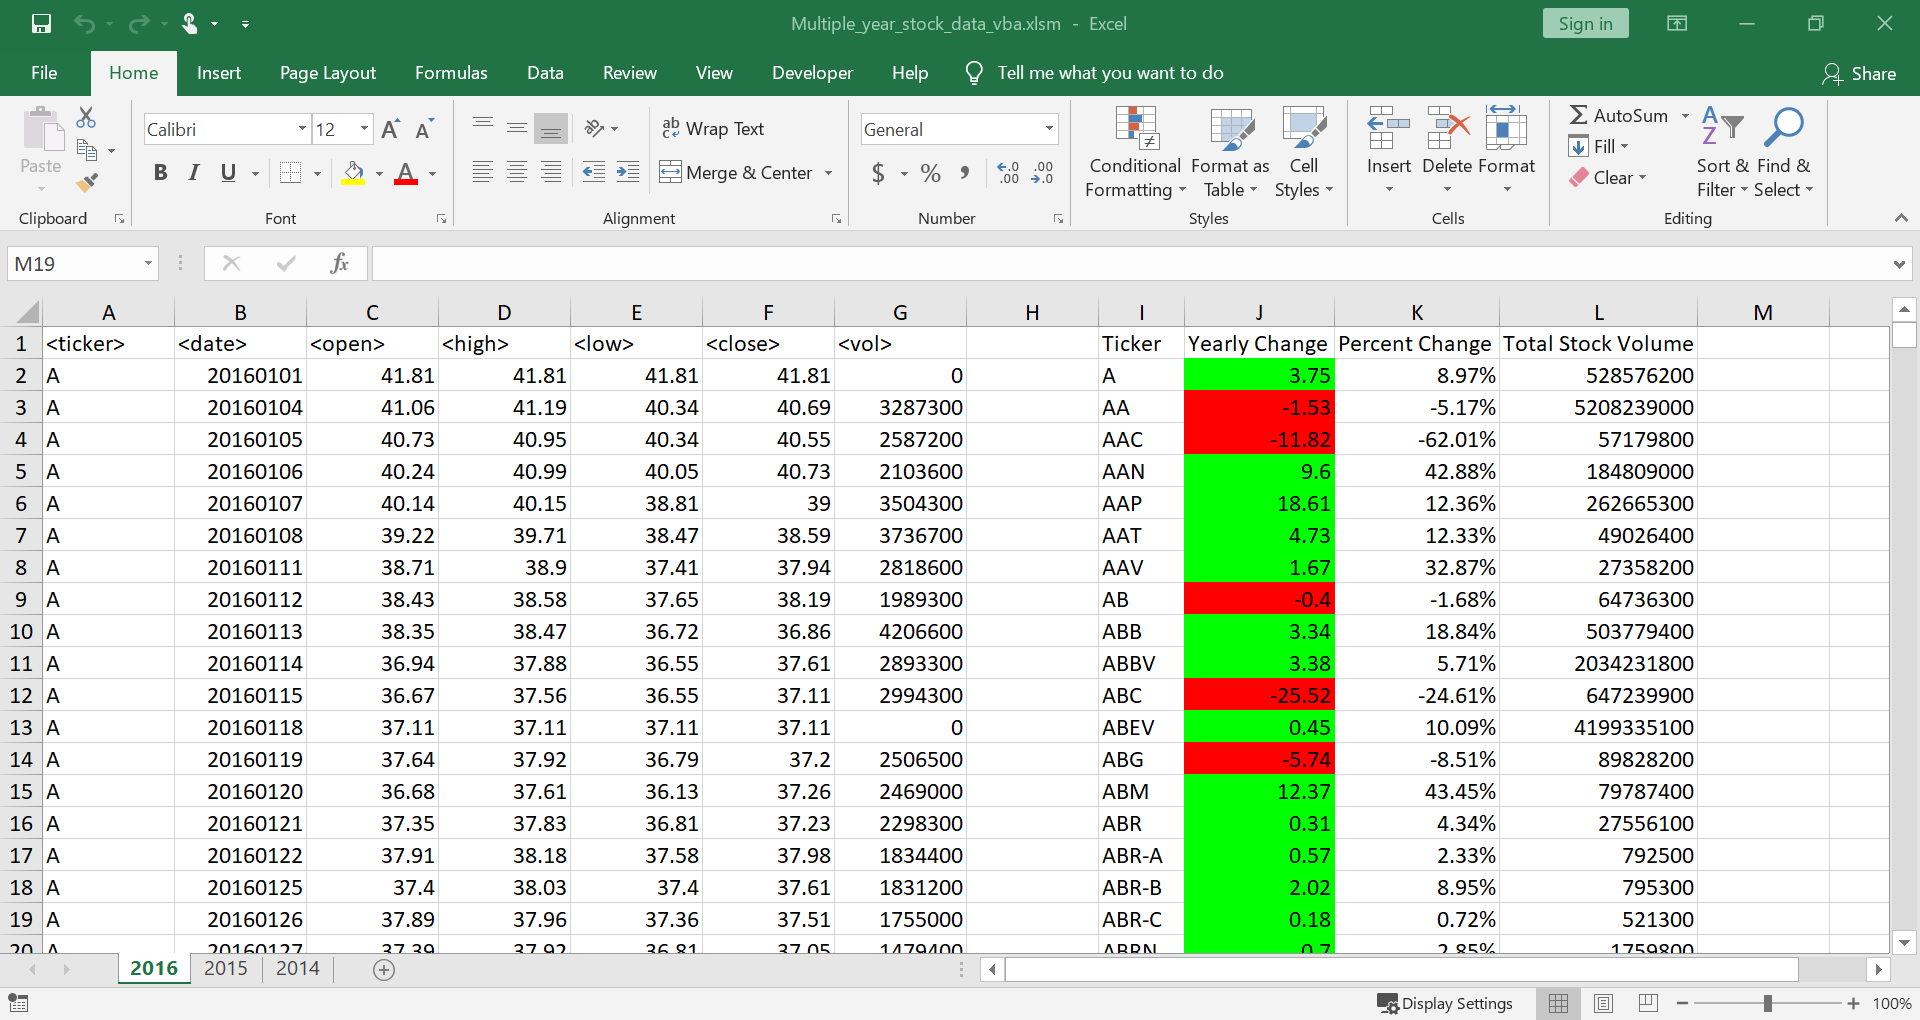 Multiple_year_stock_data_vba.xlsm - Excel
Sign in
File Home Insert Page Layout Formulas Data Review View Developer Help Tell me what you want to do Share
Paste
Clipboard
Calibri 12
B I U
Font
Wrap Text
Merge & Center
Alignment
General
$ % ,
Number
Conditional Formatting
Format as Table
Cell Styles
Styles
Insert Delete Format
Cells
AutoSum
Fill
Clear
Sort & Filter
Find & Select
Editing
M19 fx
A B C D E F G H I J K L M
1 <ticker> <date> <open> <high> <low> <close> <vol> Ticker Yearly Change Percent Change Total Stock Volume
2 A 20160101 41.81 41.81 41.81 41.81 0 A 3.75 8.97% 528576200
3 A 20160104 41.06 41.19 40.34 40.69 3287300 AA -1.53 -5.17% 5208239000
4 A 20160105 40.73 40.95 40.34 40.55 2587200 AAC -11.82 -62.01% 57179800
5 A 20160106 40.24 40.99 40.05 40.73 2103600 AAN 9.6 42.88% 184809000
6 A 20160107 40.14 40.15 38.81 39 3504300 AAP 18.61 12.36% 262665300
7 A 20160108 39.22 39.71 38.47 38.59 3736700 AAT 4.73 12.33% 49026400
8 A 20160111 38.71 38.9 37.41 37.94 2818600 AAV 1.67 32.87% 27358200
9 A 20160112 38.43 38.58 37.65 38.19 1989300 AB -0.4 -1.68% 64736300
10 A 20160113 38.35 38.47 36.72 36.86 4206600 ABB 3.34 18.84% 503779400
11 A 20160114 36.94 37.88 36.55 37.61 2893300 ABBV 3.38 5.71% 2034231800
12 A 20160115 36.67 37.56 36.55 37.11 2994300 ABC -25.52 -24.61% 647239900
13 A 20160118 37.11 37.11 37.11 37.11 0 ABEV 0.45 10.09% 4199335100
14 A 20160119 37.64 37.92 36.79 37.2 2506500 ABG -5.74 -8.51% 89828200
15 A 20160120 36.68 37.61 36.13 37.26 2469000 ABM 12.37 43.45% 79787400
16 A 20160121 37.35 37.83 36.81 37.23 2298300 ABR 0.31 4.34% 27556100
17 A 20160122 37.91 38.18 37.58 37.98 1834400 ABR-A 0.57 2.33% 792500
18 A 20160125 37.4 38.03 37.4 37.61 1831200 ABR-B 2.02 8.95% 795300
19 A 20160126 37.89 37.96 37.36 37.51 1755000 ABR-C 0.18 0.72% 521300
20 A 20160127 37.39 37.92 36.81 37.05 1479400 ABRN 0.7 2.85% 1759800
2016 2015 2014
Display Settings 100%